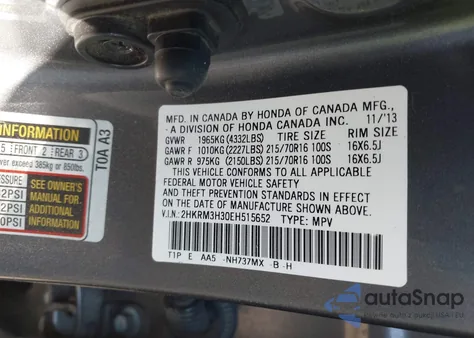 MFD. IN CANADA BY HONDA OF CANADA MFG.,
A DIVISION OF HONDA CANADA INC. 11/13
GVWR 1965KG (4332LBS) TIRE SIZE RIM SIZE
GAWR F 1010KG (2227LBS) 215/70R16 100S 16X6.5J
GAWR R 975KG (2150LBS) 215/70R16 100S 16X6.5J
THIS VEHICLE CONFORMS TO ALL APPLICABLE
FEDERAL MOTOR VEHICLE SAFETY
AND THEFT PREVENTION STANDARDS IN EFFECT
ON THE DATE OF MANUFACTURE SHOWN ABOVE.
V.I.N.: 2HKRM3H30EH515652 TYPE: MPV
T1P E AA5 -NH737MX -B -H
INFORMATION
5 FRONT 2 REAR 3
exceed 385kg or 850lbs.
T0A A3
SEE OWNER'S
MANUAL FOR
ADDITIONAL
INFORMATION
2PSI
2PSI
0PSI
autoSnap